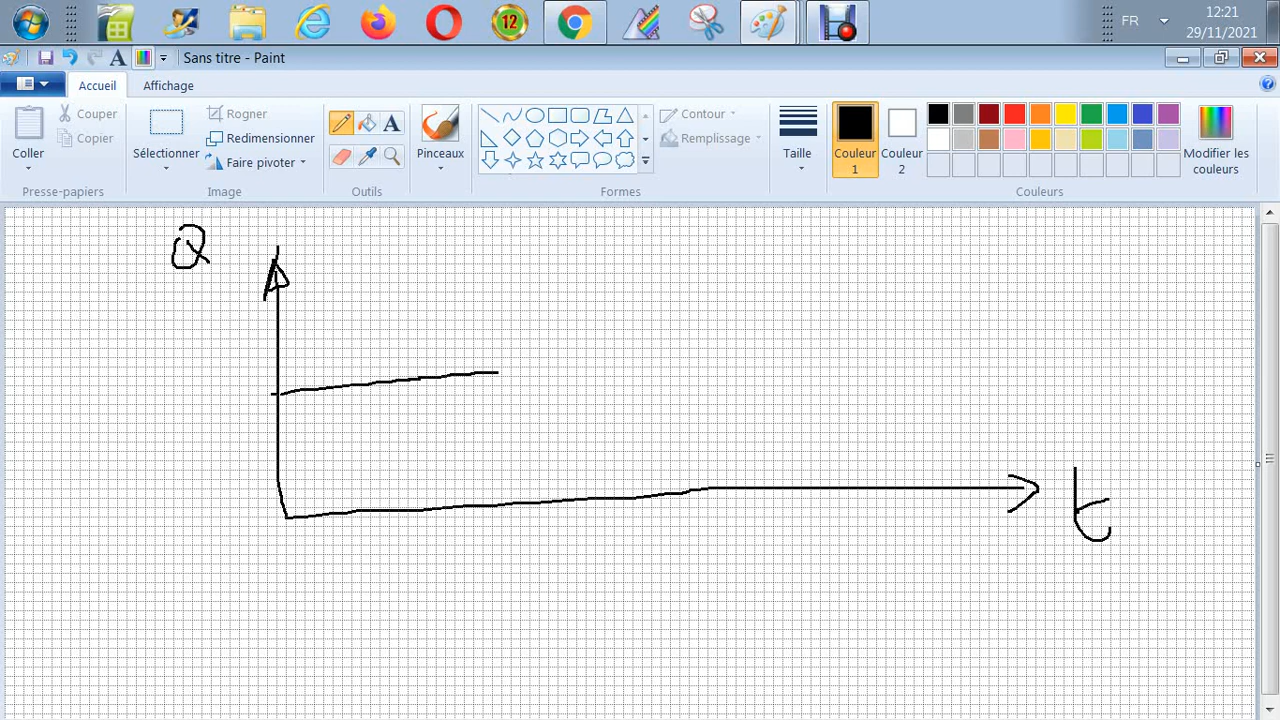 12
FR
12:21
29/11/2021
Sans titre - Paint
Accueil
Affichage
Coller
Couper
Copier
Presse-papiers
Sélectionner
Rogner
Redimensionner
Faire pivoter
Image
A
Outils
Pinceaux
Formes
Contour
Remplissage
Taille
Couleur
1
Couleur
2
Couleurs
Modifier les
couleurs
Q
t